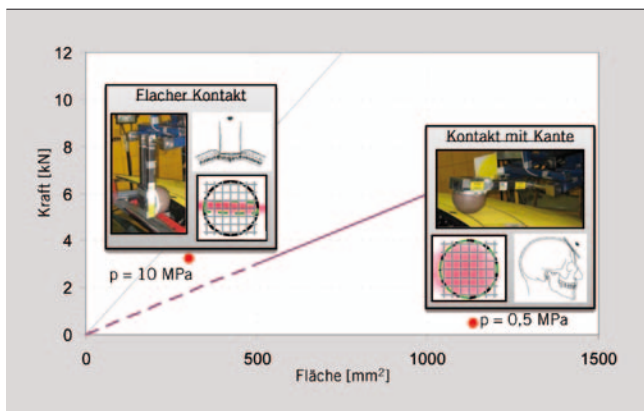 12
10
8
6
4
2
0
Kraft [kN]
Flacher Kontakt
p = 10 MPa
Kontakt mit Kante
p = 0,5 MPa
0
500
1000
1500
Fläche [mm²]